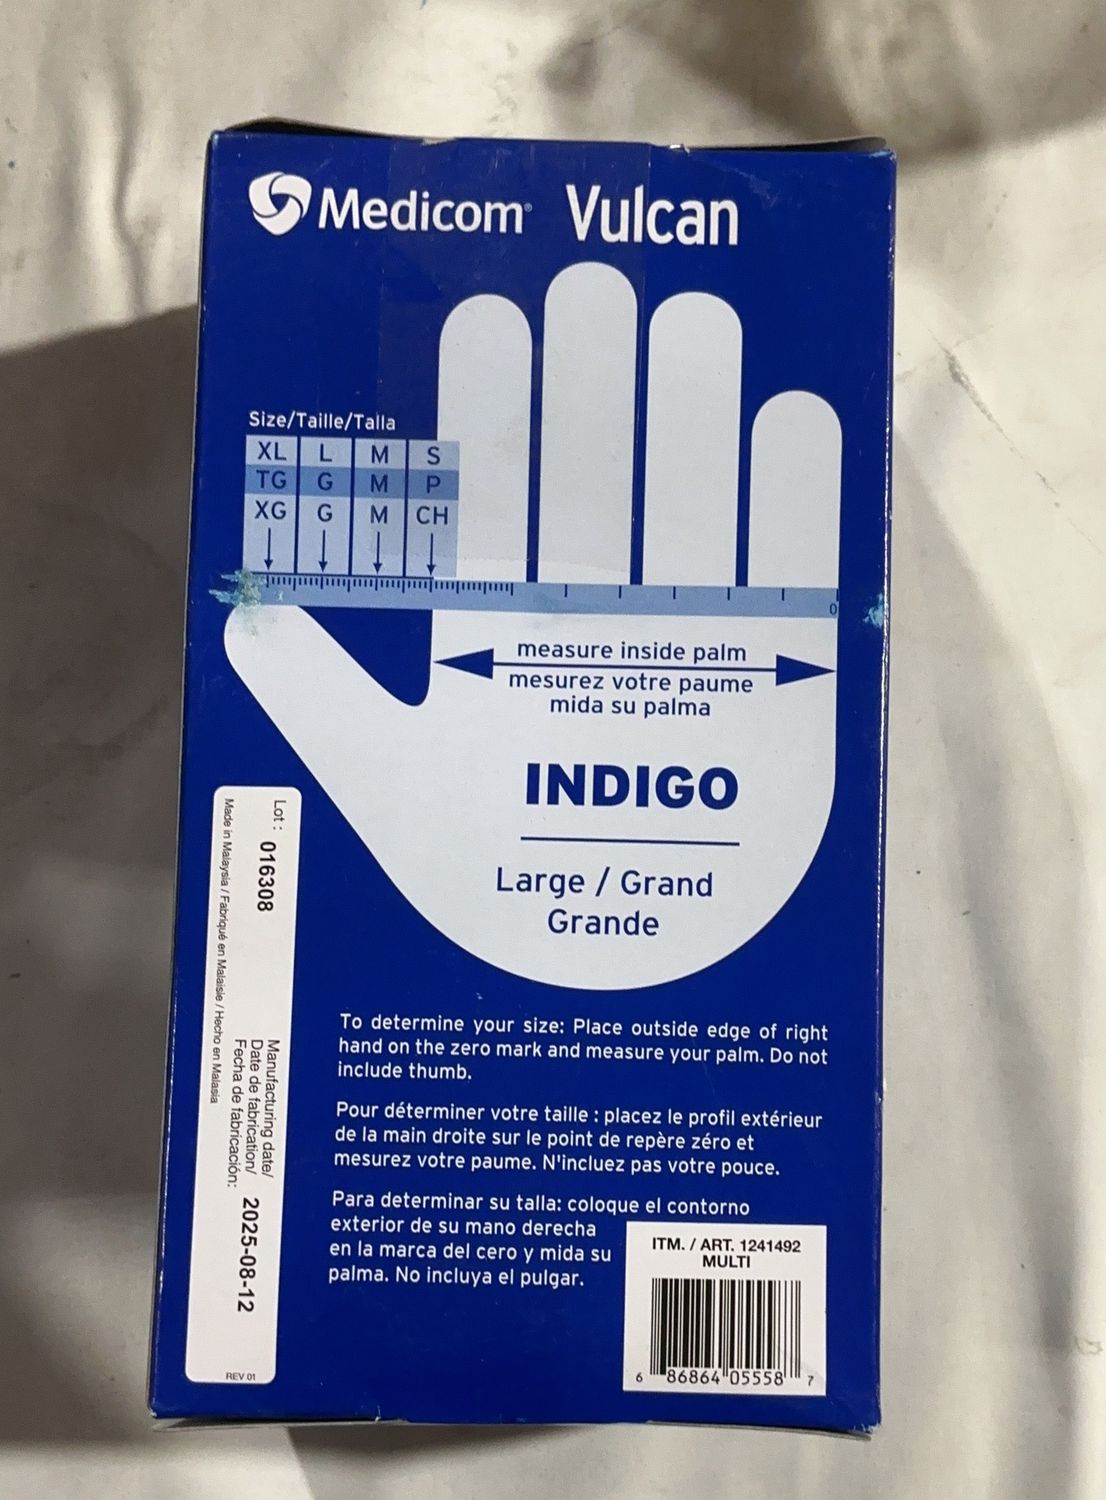 Medicom® Vulcan
Size/Taille/Talla
XL L M S
TG G M P
XG G M CH
0
measure inside palm
mesurez votre paume
mida su palma
INDIGO
Large / Grand
Grande
To determine your size: Place outside edge of right
hand on the zero mark and measure your palm. Do not
include thumb.
Pour déterminer votre taille : placez le profil extérieur
de la main droite sur le point de repère zéro et
mesurez votre paume. N'incluez pas votre pouce.
Para determinar su talla: coloque el contorno
exterior de su mano derecha
en la marca del cero y mida su
palma. No incluya el pulgar.
ITM. / ART. 1241492
MULTI
6 86864 05558 7
Lot : 016308
Manufacturing date/
Date de fabrication/
Fecha de fabricación: 2025-08-12
Made in Malaysia / Fabriqué en Malaisie / Hecho en Malasia
REV 01